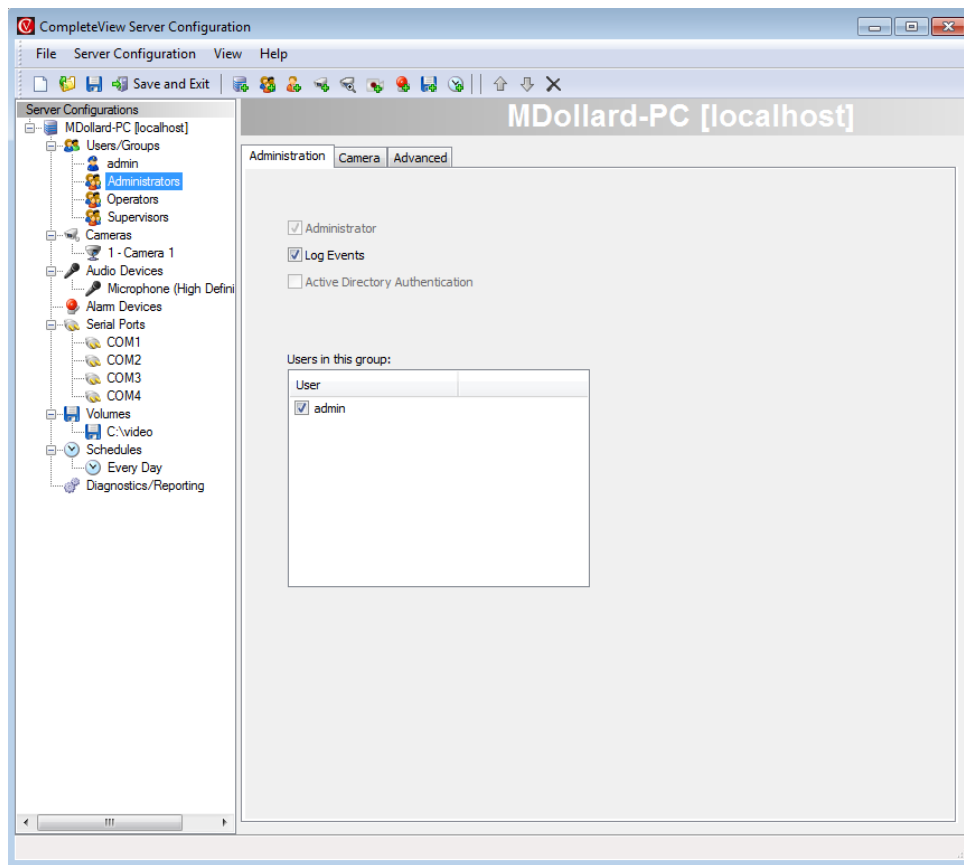 CompleteView Server Configuration
File Server Configuration View Help
Save and Exit
Server Configurations
MDollard-PC [localhost]
Users/Groups
admin
Administrators
Operators
Supervisors
Cameras
1 - Camera 1
Audio Devices
Microphone (High Defini
Alarm Devices
Serial Ports
COM1
COM2
COM3
COM4
Volumes
C:\video
Schedules
Every Day
Diagnostics/Reporting
MDollard-PC [localhost]
Administration Camera Advanced
Administrator
Log Events
Active Directory Authentication
Users in this group:
User
admin